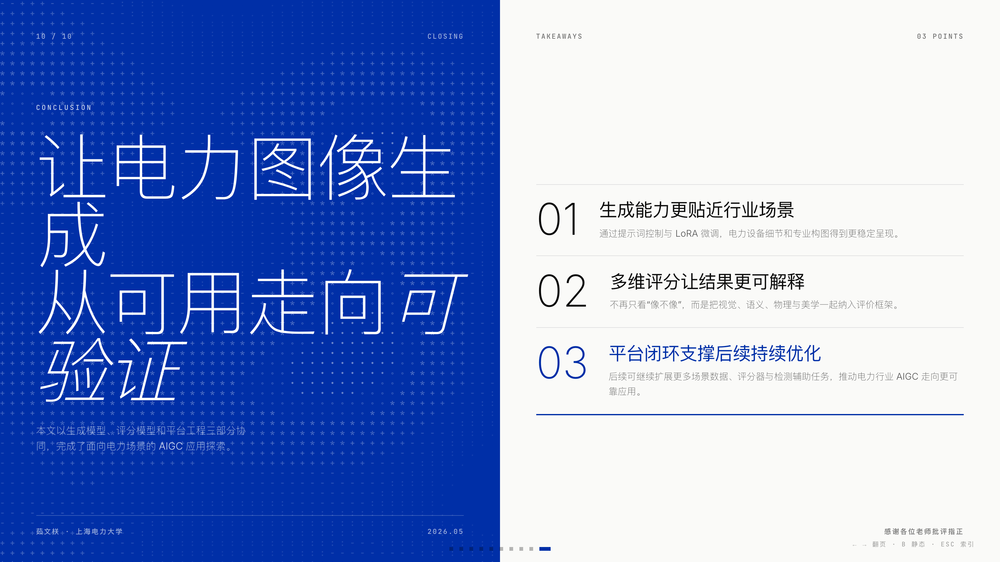 10 / 10
CLOSING
CONCLUSION
让电力图像生
成
从可用走向可
验证
本文以生成模型、评分模型和平台工程三部分协
同，完成了面向电力场景的 AIGC 应用探索。
茹文栟 · 上海电力大学
2026.05
TAKEAWAYS
03 POINTS
01
生成能力更贴近行业场景
通过提示词控制与 LoRA 微调，电力设备细节和专业构图得到更稳定呈现。
02
多维评分让结果更可解释
不再只看“像不像”，而是把视觉、语义、物理与美学一起纳入评价框架。
03
平台闭环支撑后续持续优化
后续可继续扩展更多场景数据、评分器与检测辅助任务，推动电力行业 AIGC 走向更可
靠应用。
感谢各位老师批评指正
← → 翻页 · B 静态 · ESC 索引